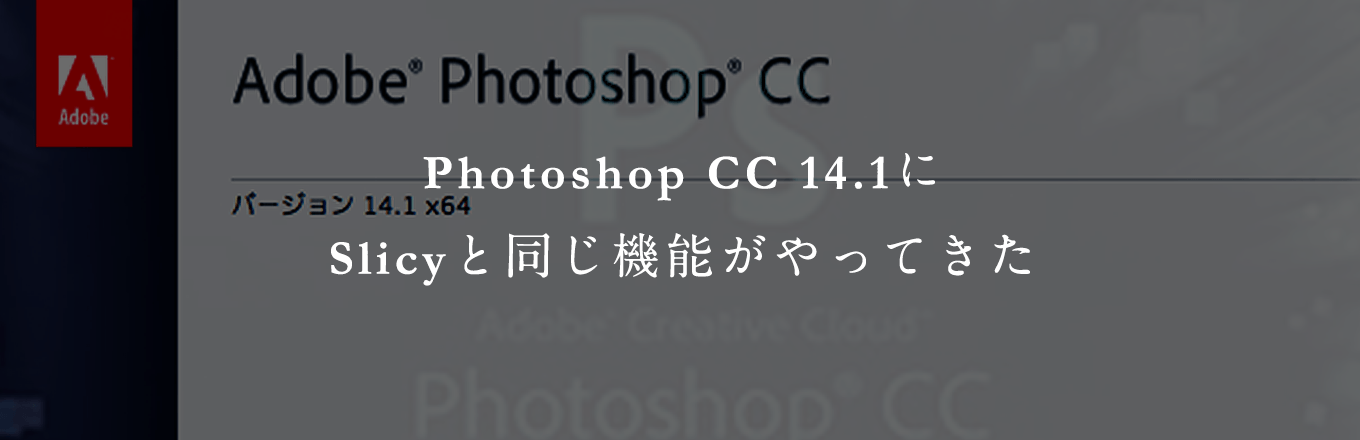 Adobe
Adobe® Photoshop® CC
Ps
Photoshop CC 14.1に
バージョン 14.1 x64
Slicyと同じ機能がやってきた
Adobe® Creative Cloud™
Photoshop® CC